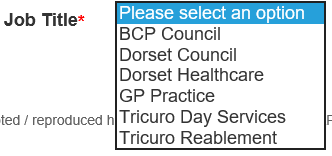 Job Title*
Please select an option
BCP Council
Dorset Council
Dorset Healthcare
GP Practice
Tricuro Day Services
Tricuro Reablement
/ reproduced